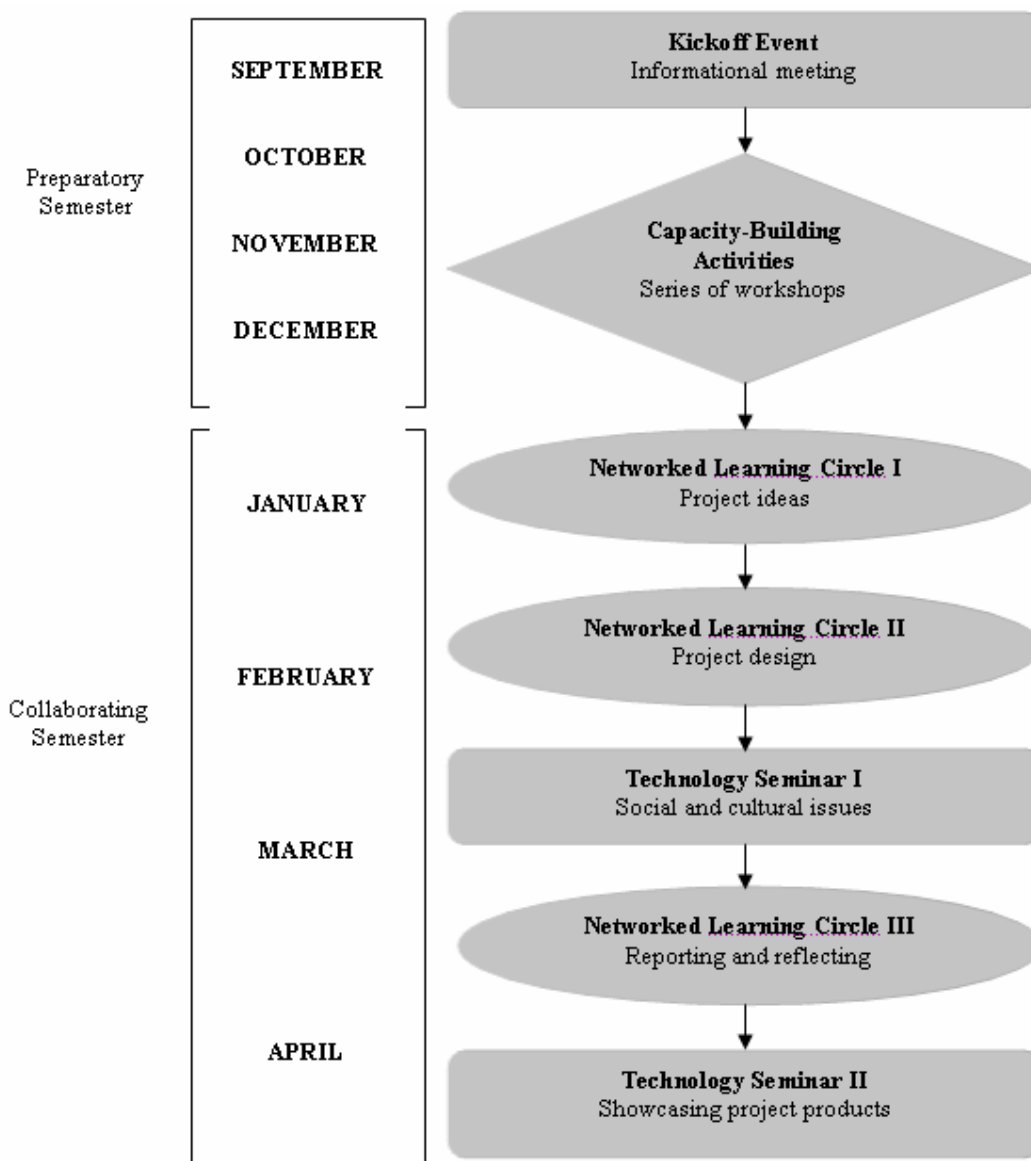 Preparatory
Semester
SEPTEMBER
OCTOBER
NOVEMBER
DECEMBER
Kickoff Event
Informational meeting
Capacity-Building
Activities
Series of workshops
Collaborating
Semester
JANUARY
FEBRUARY
MARCH
APRIL
Networked Learning Circle I
Project ideas
Networked Learning Circle II
Project design
Technology Seminar I
Social and cultural issues
Networked Learning Circle III
Reporting and reflecting
Technology Seminar II
Showcasing project products